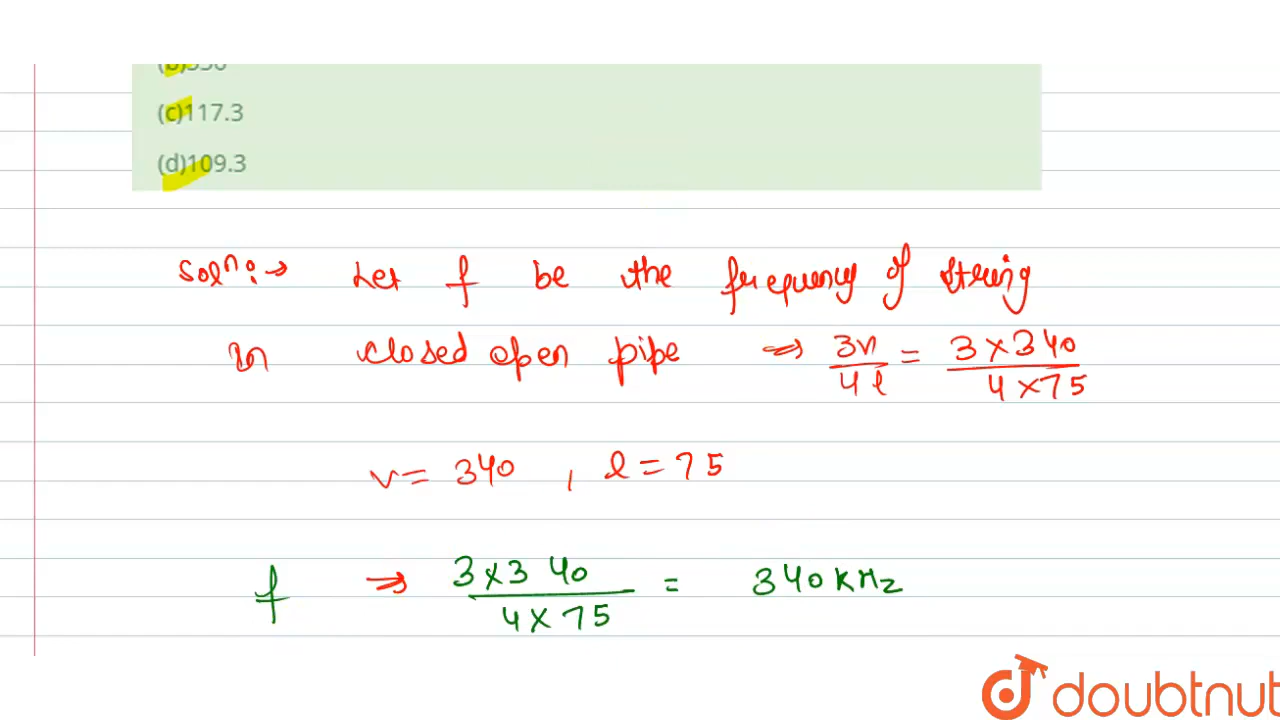 (b)336
(c)117.3
(d)109.3
Solⁿ: → Let f be the frequency of string
in closed open pipe ⇒ 3v/4l = 3×340/4×75
v = 340 , l = 75
f ⇒ 3×340/4×75 = 340 KHz
doubtnut